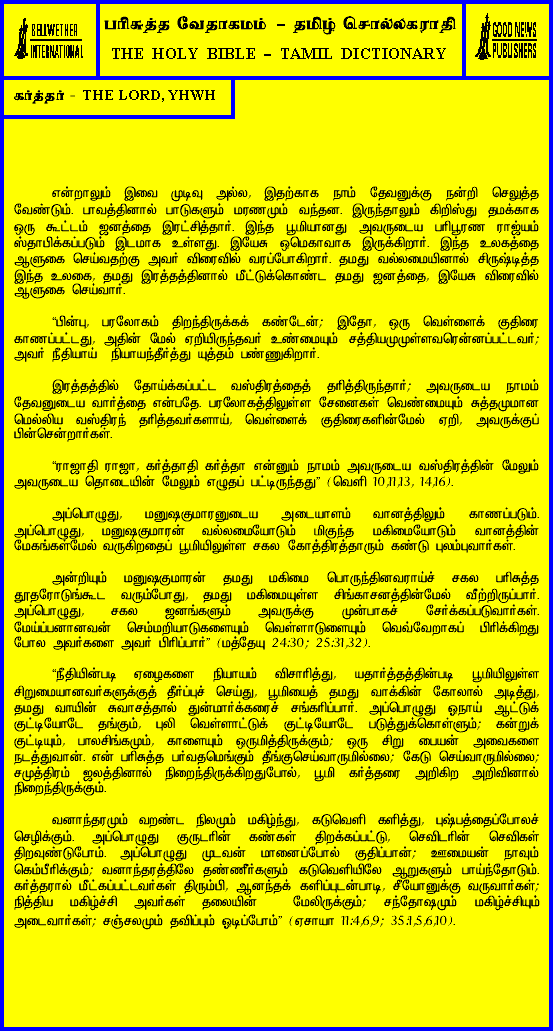 BELLWETHER
INTERNATIONAL
பரிசுத்த வேதாகமம் – தமிழ் சொல்லகராதி
THE HOLY BIBLE – TAMIL DICTIONARY
GOOD NEWS
PUBLISHERS
கர்த்தர் - THE LORD, YHWH
என்றாலும் இவை முடிவு அல்ல, இதற்காக நாம் தேவனுக்கு நன்றி செலுத்த
வேண்டும். பாவத்தினால் பாடுகளும் மரணமும் வந்தன. இருந்தாலும் கிறிஸ்து தமக்காக
ஒரு கூட்டம் ஜனத்தை இரட்சித்தார். இந்த பூமியானது அவருடைய பரிபூரண ராஜ்யம்
ஸ்தாபிக்கப்படும் இடமாக உள்ளது. இயேசு ஒமெகாவாக இருக்கிறார். இந்த உலகத்தை
ஆளுகை செய்வதற்கு அவர் விரைவில் வரப்போகிறார். தமது வல்லமையினால் சிருஷ்டித்த
இந்த உலகை, தமது இரத்தத்தினால் மீட்டுக்கொண்ட தமது ஜனத்தை, இயேசு விரைவில்
ஆளுகை செய்வார்.
“பின்பு, பரலோகம் திறந்திருக்கக் கண்டேன்; இதோ, ஒரு வெள்ளைக் குதிரை
காணப்பட்டது, அதின் மேல் ஏறியிருந்தவர் உண்மையும் சத்தியமுமுள்ளவரென்னப்பட்டவர்;
அவர் நீதியாய் நியாயந்தீர்த்து யுத்தம் பண்ணுகிறார்.
இரத்தத்தில் தோய்க்கப்பட்ட வஸ்திரத்தைத் தரித்திருந்தார்; அவருடைய நாமம்
தேவனுடைய வார்த்தை என்பதே. பரலோகத்திலுள்ள சேனைகள் வெண்மையும் சுத்தமுமான
மெல்லிய வஸ்திரந் தரித்தவர்களாய், வெள்ளைக் குதிரைகளின்மேல் ஏறி, அவருக்குப்
பின்சென்றார்கள்.
“ராஜாதி ராஜா, கர்த்தாதி கர்த்தா என்னும் நாமம் அவருடைய வஸ்திரத்தின் மேலும்
அவருடைய தொடையின் மேலும் எழுதப் பட்டிருந்தது” (வெளி 10,11,13, 14,16).
அப்பொழுது, மனுஷகுமாரனுடைய அடையாளம் வானத்திலும் காணப்படும்.
அப்பொழுது, மனுஷகுமாரன் வல்லமையோடும் மிகுந்த மகிமையோடும் வானத்தின்
மேகங்கள்மேல் வருகிறதைப் பூமியிலுள்ள சகல கோத்திரத்தாரும் கண்டு புலம்புவார்கள்.
அன்றியும் மனுஷகுமாரன் தமது மகிமை பொருந்தினவராய்ச் சகல பரிசுத்த
தூதரோடுங்கூட வரும்போது, தமது மகிமையுள்ள சிங்காசனத்தின்மேல் வீற்றிருப்பார்.
அப்பொழுது, சகல ஜனங்களும் அவருக்கு முன்பாகச் சேர்க்கப்படுவார்கள்.
மேய்ப்பனானவன் செம்மறியாடுகளையும் வெள்ளாடுளையும் வெவ்வேறாகப் பிரிக்கிறது
போல அவர்களை அவர் பிரிப்பார்” (மத்தேயு 24:30; 25:31,32).
“நீதியின்படி ஏழைகளை நியாயம் விசாரித்து, யதார்த்தத்தின்படி பூமியிலுள்ள
சிறுமையானவர்களுக்குத் தீர்ப்புச் செய்து, பூமியைத் தமது வாக்கின் கோலால் அடித்து,
தமது வாயின் சுவாசத்தால் துன்மார்க்கரைச் சங்கரிப்பார். அப்பொழுது ஓநாய் ஆட்டுக்
குட்டியோடே தங்கும், புலி வெள்ளாட்டுக் குட்டியோடே படுத்துக்கொள்ளும்; கன்றுக்
குட்டியும், பாலசிங்கமும், காளையும் ஒருமித்திருக்கும்; ஒரு சிறு பையன் அவைகளை
நடத்துவான். என் பரிசுத்த பர்வதமெங்கும் தீங்குசெய்வாருமில்லை; கேடு செய்வாருமில்லை;
சமுத்திரம் ஜலத்தினால் நிறைந்திருக்கிறதுபோல், பூமி கர்த்தரை அறிகிற அறிவினால்
நிறைந்திருக்கும்.
வனாந்தரமும் வறண்ட நிலமும் மகிழ்ந்து, கடுவெளி களித்து, புஷ்பத்தைப்போலச்
செழிக்கும். அப்பொழுது குருடரின் கண்கள் திறக்கப்பட்டு, செவிடரின் செவிகள்
திறவுண்டுபோம். அப்பொழுது முடவன் மானைப்போல் குதிப்பான்; ஊமையன் நாவும்
கெம்பீரிக்கும்; வனாந்தரத்திலே தண்ணீர்களும் கடுவெளியிலே ஆறுகளும் பாய்ந்தோடும்.
கர்த்தரால் மீட்கப்பட்டவர்கள் திரும்பி, ஆனந்தக் களிப்புடன்பாடி, சீயோனுக்கு வருவார்கள்;
நித்திய மகிழ்ச்சி அவர்கள் தலையின் மேலிருக்கும்; சந்தோஷமும் மகிழ்ச்சியும்
அடைவார்கள்; சஞ்சலமும் தவிப்பும் ஓடிப்போம்” (ஏசாயா 11:4,6,9; 35:1,5,6,10).